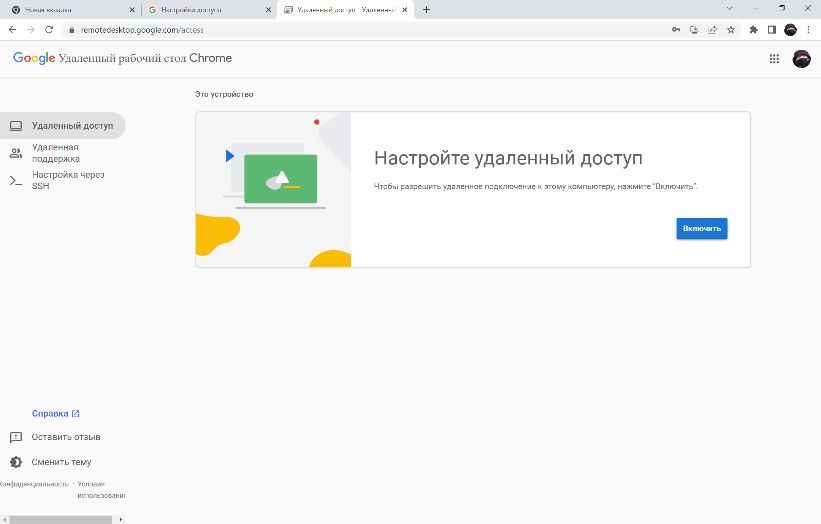 Новая вкладка
Настройки доступа
Удаленный доступ - Удаленный
remotedesktop.google.com/access
Google Удаленный рабочий стол Chrome
Это устройство
Удаленный доступ
Удаленная
поддержка
Настройка через
SSH
Настройте удаленный доступ
Чтобы разрешить удаленное подключение к этому компьютеру, нажмите "Включить".
Включить
Справка
Оставить отзыв
Сменить тему
Конфиденциальность · Условия
использования